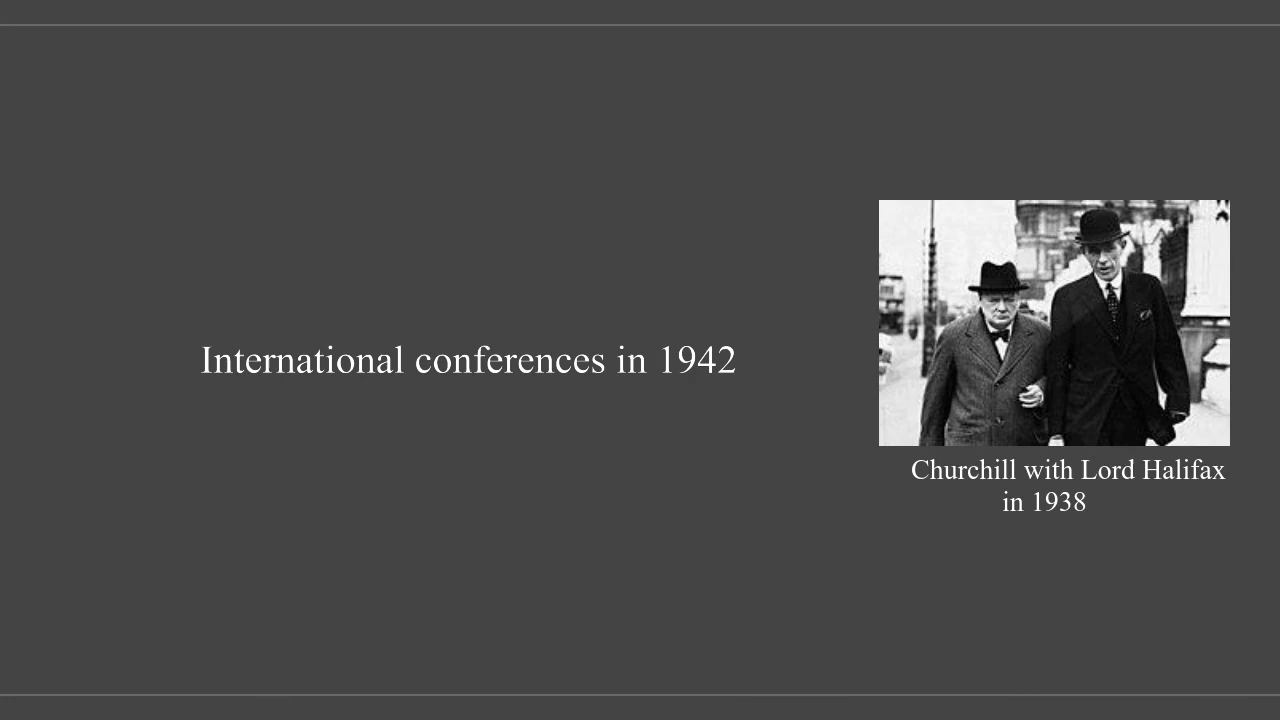 International conferences in 1942
Churchill with Lord Halifax
in 1938